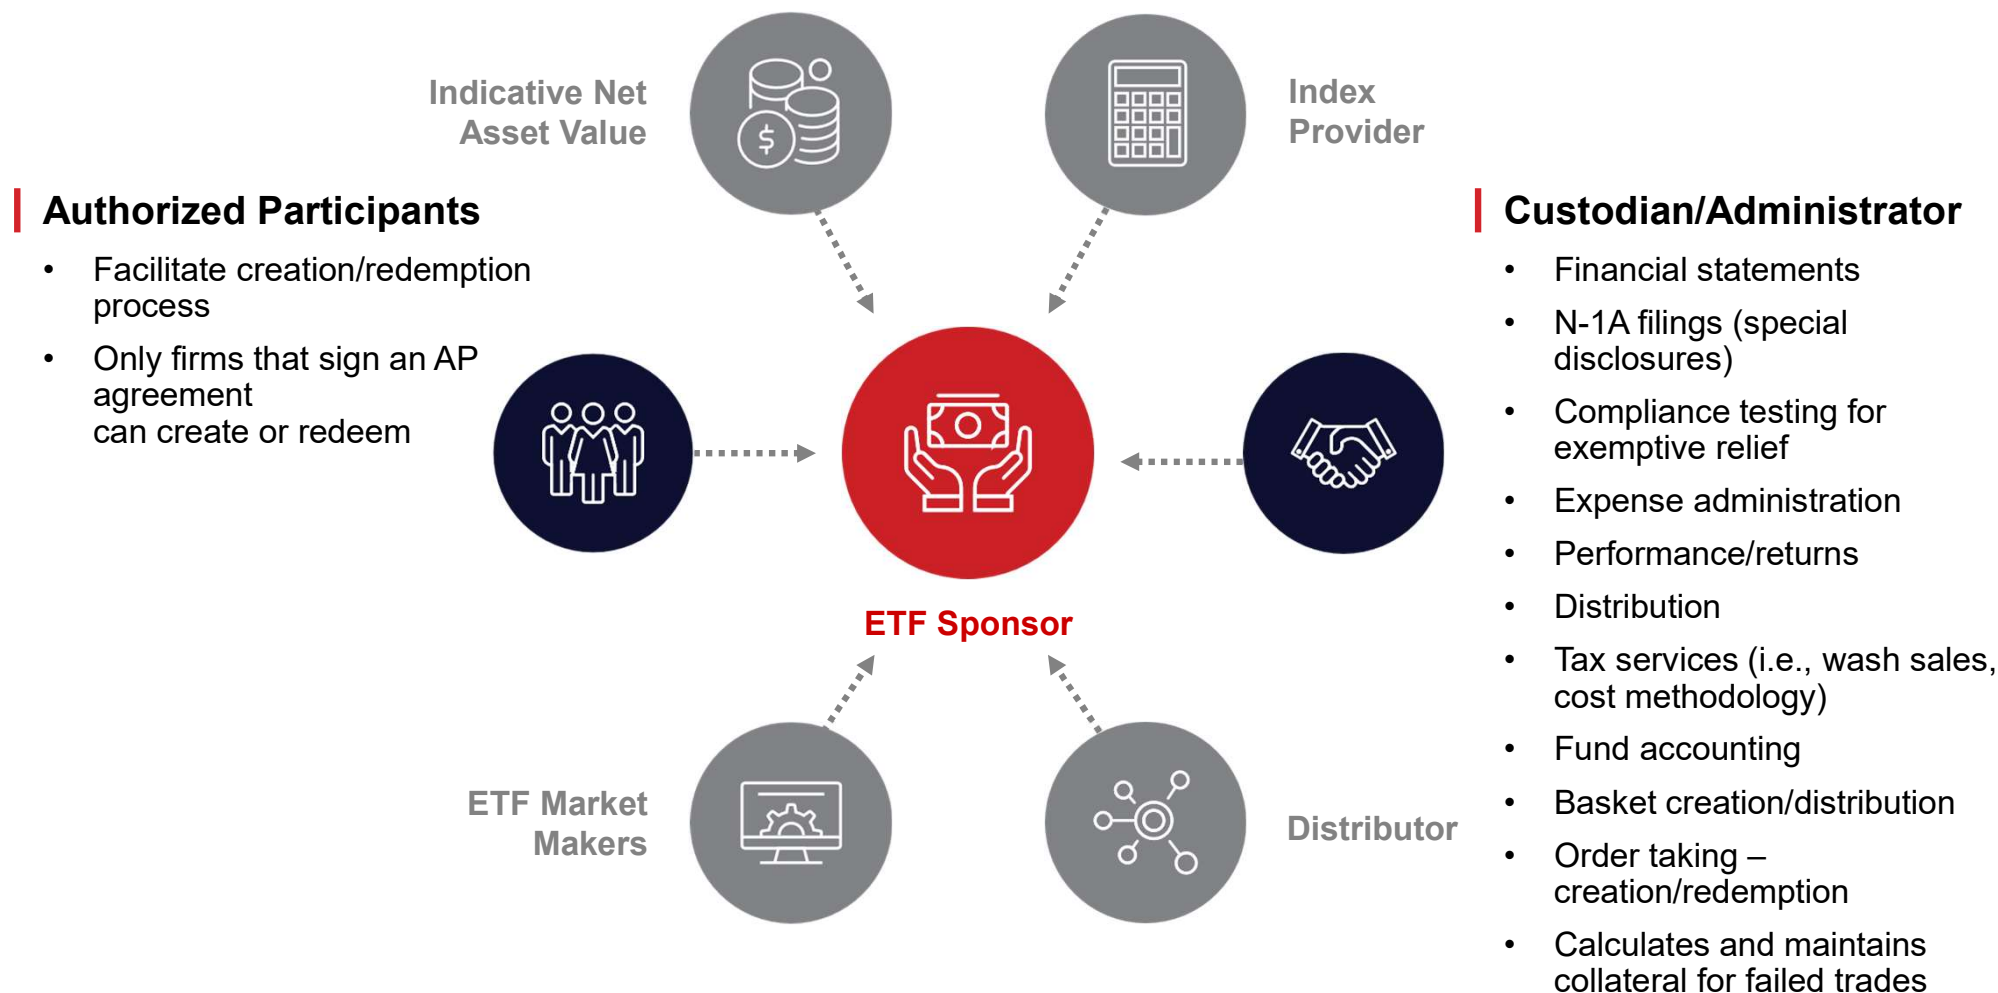 Indicative Net
Asset Value
Index
Provider
Authorized Participants
• Facilitate creation/redemption
process
• Only firms that sign an AP
agreement
can create or redeem
ETF Sponsor
ETF Market
Makers
Distributor
Custodian/Administrator
• Financial statements
• N-1A filings (special
disclosures)
• Compliance testing for
exemptive relief
• Expense administration
• Performance/returns
• Distribution
• Tax services (i.e., wash sales,
cost methodology)
• Fund accounting
• Basket creation/distribution
• Order taking –
creation/redemption
• Calculates and maintains
collateral for failed trades